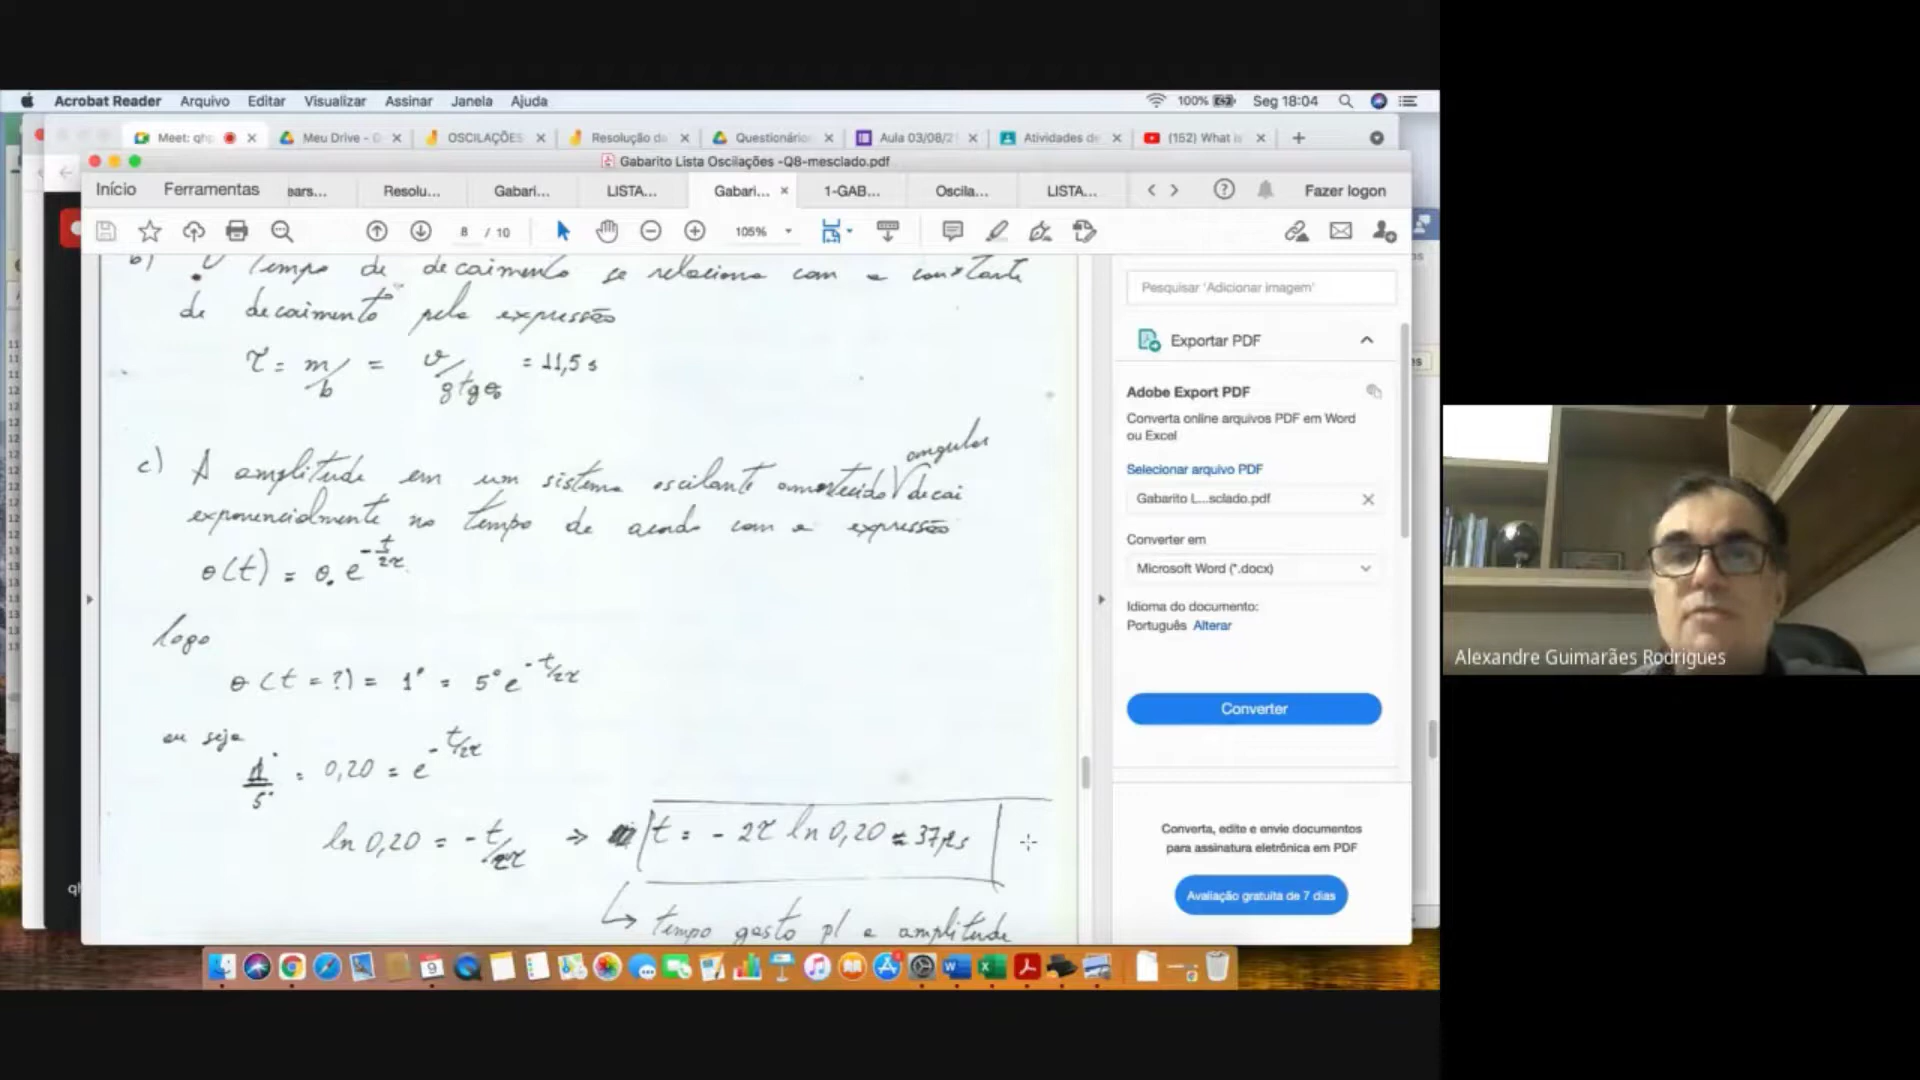 Acrobat Reader Arquivo Editar Visualizar Assinar Janela Ajuda 100% Seg 18:04
Meet: qhp Meu Drive - G OSCILAÇÕES Resolução do Questionário Aula 03/08/21 Atividades de (152) What is
Gabarito Lista Oscilações -Q8-mesclado.pdf
Início Ferramentas ears... Resolu... Gabari... LISTA... Gabari... 1-GAB... Oscila... LISTA... Fazer logon
8 / 10 105%
b) O tempo de decaimento se relaciona com a constante
de decaimento pela expressão
τ = m/b = v/g tg θ₀ = 11,5 s
c) A amplitude em um sistema oscilante amortecido angular decai
exponencialmente no tempo de acordo com a expressão
θ(t) = θ₀ e^(-t/2τ)
logo
θ(t = ?) = 1° = 5° e^(-t/2τ)
ou seja
1°/5° = 0,20 = e^(-t/2τ)
ln 0,20 = -t/2τ ⇒ t = - 2τ ln 0,20 = 37 s
↳ tempo gasto p/ a amplitude
Pesquisar 'Adicionar imagem'
Exportar PDF
Adobe Export PDF
Converta online arquivos PDF em Word
ou Excel
Selecionar arquivo PDF
Gabarito L...sclado.pdf
Converter em
Microsoft Word (*.docx)
Idioma do documento:
Português Alterar
Converter
Converta, edite e envie documentos
para assinatura eletrônica em PDF
Avaliação gratuita de 7 dias
Alexandre Guimarães Rodrigues